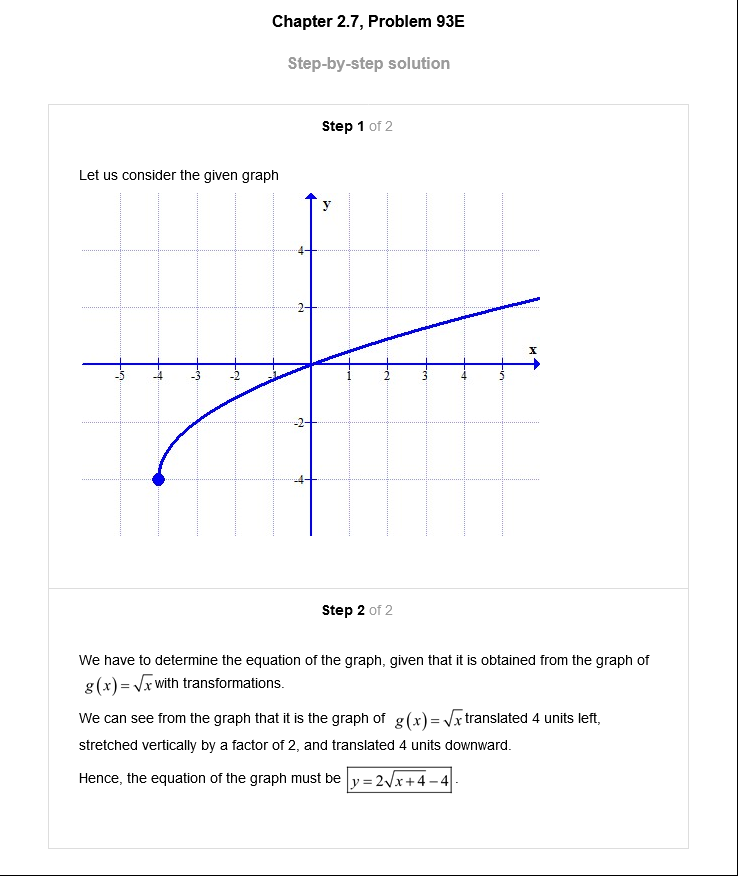 Chapter 2.7, Problem 93E
Step-by-step solution
Step 1 of 2
Let us consider the given graph
y
4
2
x
-5 -4 -3 -2 -1 1 2 3 4 5
-2
-4
Step 2 of 2
We have to determine the equation of the graph, given that it is obtained from the graph of
g(x)=√x with transformations.
We can see from the graph that it is the graph of g(x)=√x translated 4 units left,
stretched vertically by a factor of 2, and translated 4 units downward.
Hence, the equation of the graph must be y=2√x+4−4.